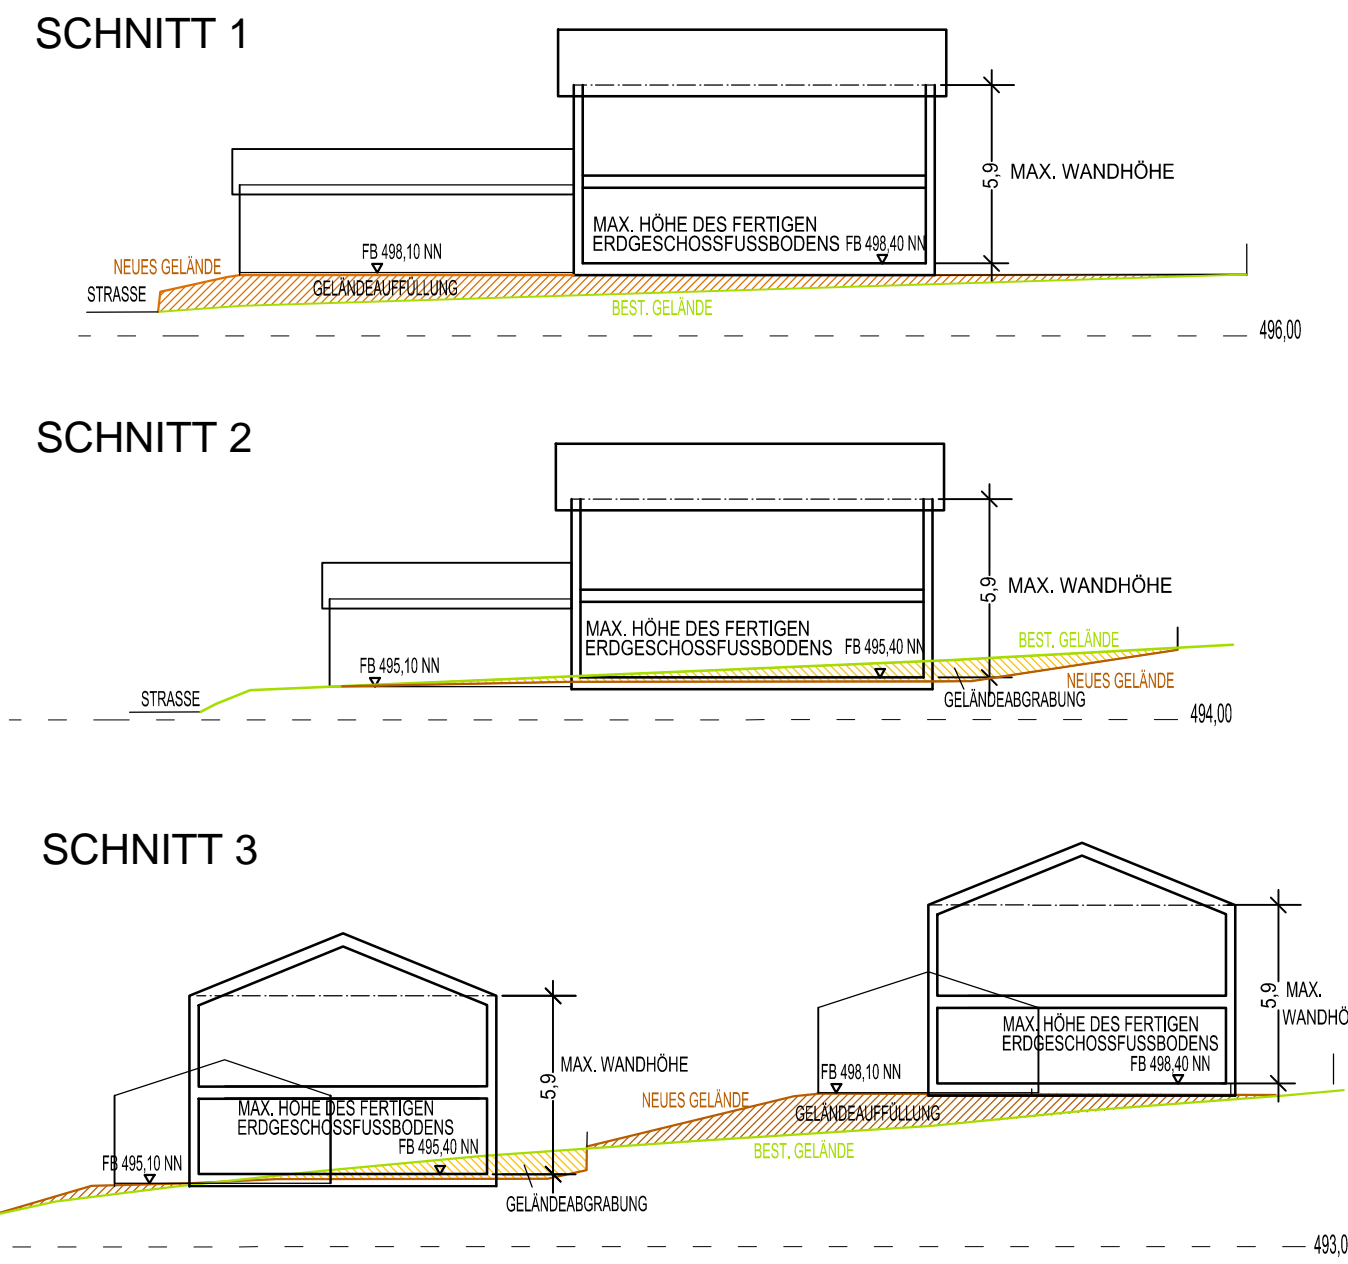 SCHNITT 1
5,9
MAX. WANDHÖHE
MAX. HÖHE DES FERTIGEN
ERDGESCHOSSFUSSBODENS FB 498,40 NN
FB 498,10 NN
NEUES GELÄNDE
STRASSE
GELÄNDEAUFFÜLLUNG
BEST. GELÄNDE
496,00
SCHNITT 2
5,9
MAX. WANDHÖHE
MAX. HÖHE DES FERTIGEN
ERDGESCHOSSFUSSBODENS FB 495,40 NN
BEST. GELÄNDE
FB 495,10 NN
NEUES GELÄNDE
STRASSE
GELÄNDEABGRABUNG
494,00
SCHNITT 3
5,9
MAX.
WANDHÖ
MAX. HÖHE DES FERTIGEN
ERDGESCHOSSFUSSBODENS
FB 498,40 NN
FB 498,10 NN
5,9
MAX. WANDHÖHE
NEUES GELÄNDE
GELÄNDEAUFFÜLLUNG
MAX. HÖHE DES FERTIGEN
ERDGESCHOSSFUSSBODENS
FB 495,40 NN
BEST. GELÄNDE
FB 495,10 NN
GELÄNDEABGRABUNG
493,0